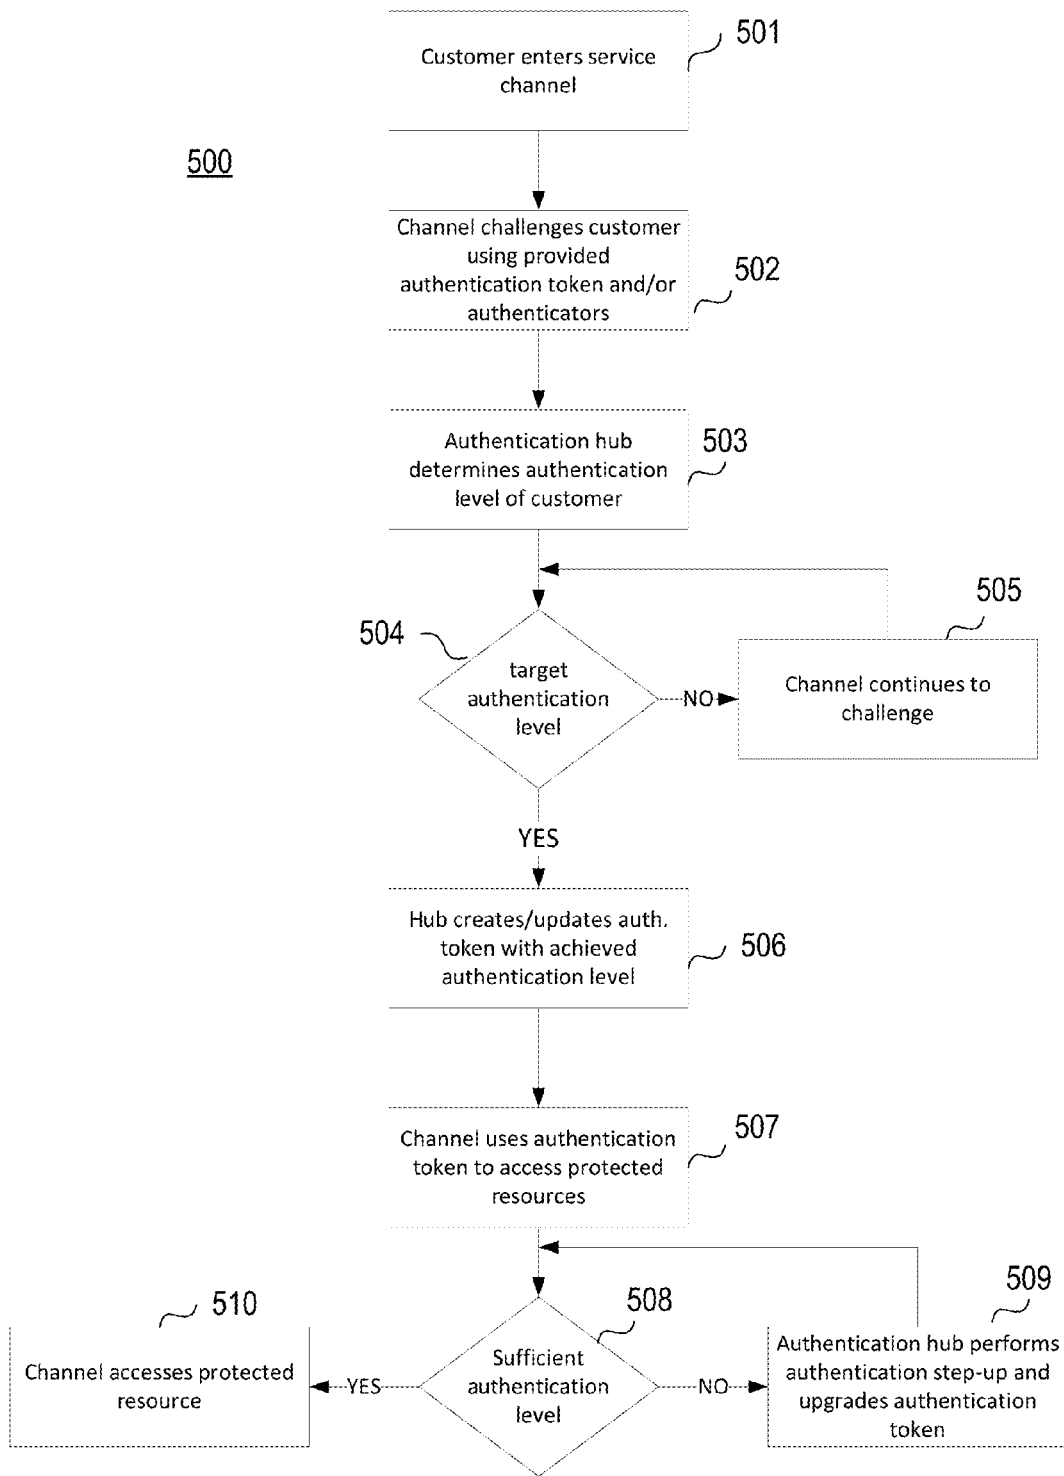 501
Customer enters service
channel
500
Channel challenges customer
using provided
authentication token and/or
authenticators
502
Authentication hub
determines authentication
level of customer
503
504
target
authentication
level
NO
505
Channel continues to
challenge
YES
Hub creates/updates auth.
token with achieved
authentication level
506
Channel uses authentication
token to access protected
resources
507
508
Sufficient
authentication
level
YES
510
Channel accesses protected
resource
NO
509
Authentication hub performs
authentication step-up and
upgrades authentication
token